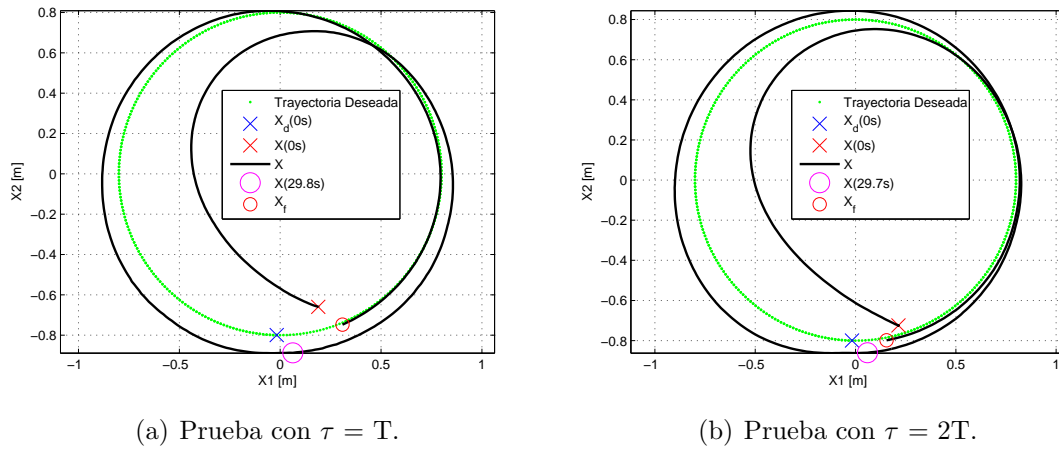 0.8
0.6
0.4
0.2
0
−0.2
−0.4
−0.6
−0.8
X2 [m]
−1
−0.5
0
0.5
1
X1 [m]
Trayectoria Deseada
X_d(0s)
X(0s)
X
X(29.8s)
X_f
(a) Prueba con τ = T.
0.8
0.6
0.4
0.2
0
−0.2
−0.4
−0.6
−0.8
X2 [m]
−1
−0.5
0
0.5
1
X1 [m]
Trayectoria Deseada
X_d(0s)
X(0s)
X
X(29.7s)
X_f
(b) Prueba con τ = 2T.